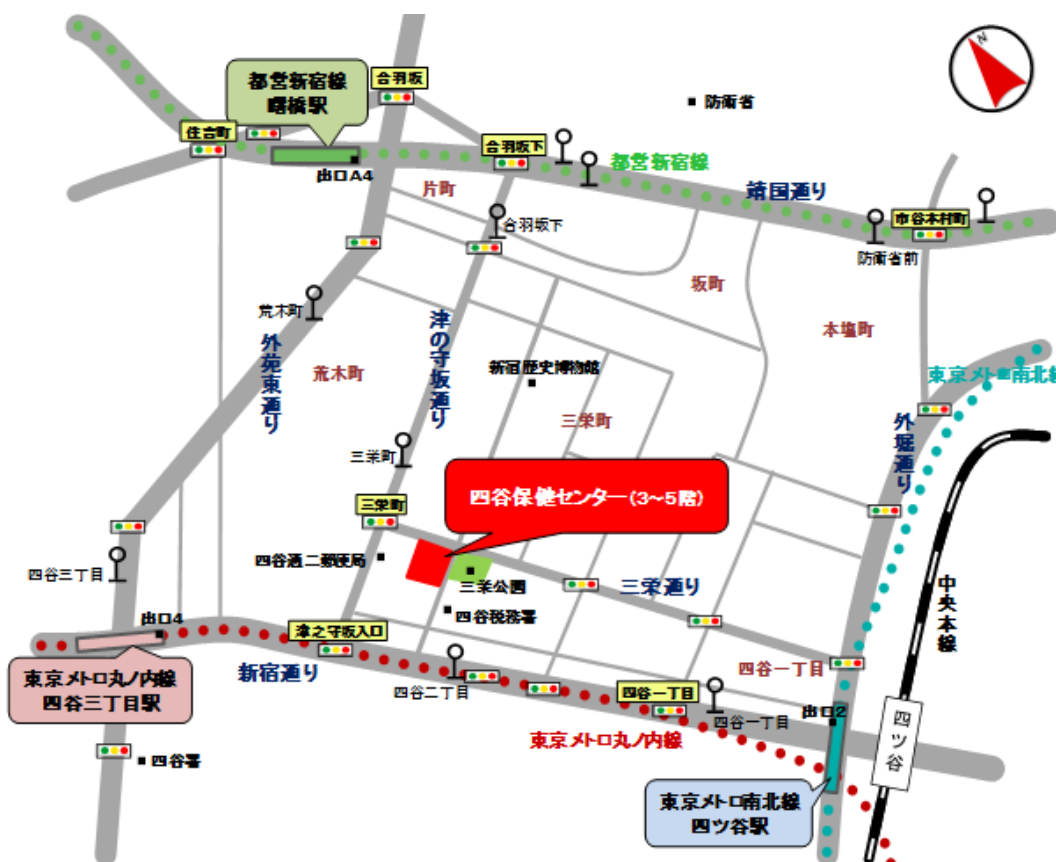 N
都営新宿線
曙橋駅
合羽坂
防衛省
住吉町
合羽坂下
出口A4
都営新宿線
片町
靖国通り
市谷本村町
合羽坂下
防衛省前
坂町
荒木町
本塩町
外苑東通り
津の守坂通り
新宿歴史博物館
荒木町
東京メトロ南北線
三栄町
外堀通り
三栄町
四谷保健センター(3~5階)
三栄町
四谷通二郵便局
四谷三丁目
三栄公園
三栄通り
中央本線
四谷税務署
出口4
津之守坂入口
新宿通り
四谷一丁目
東京メトロ丸ノ内線
四谷三丁目駅
四谷二丁目
四谷一丁目
四谷一丁目
出口2
四ツ谷
東京メトロ丸ノ内線
四谷署
東京メトロ南北線
四ツ谷駅